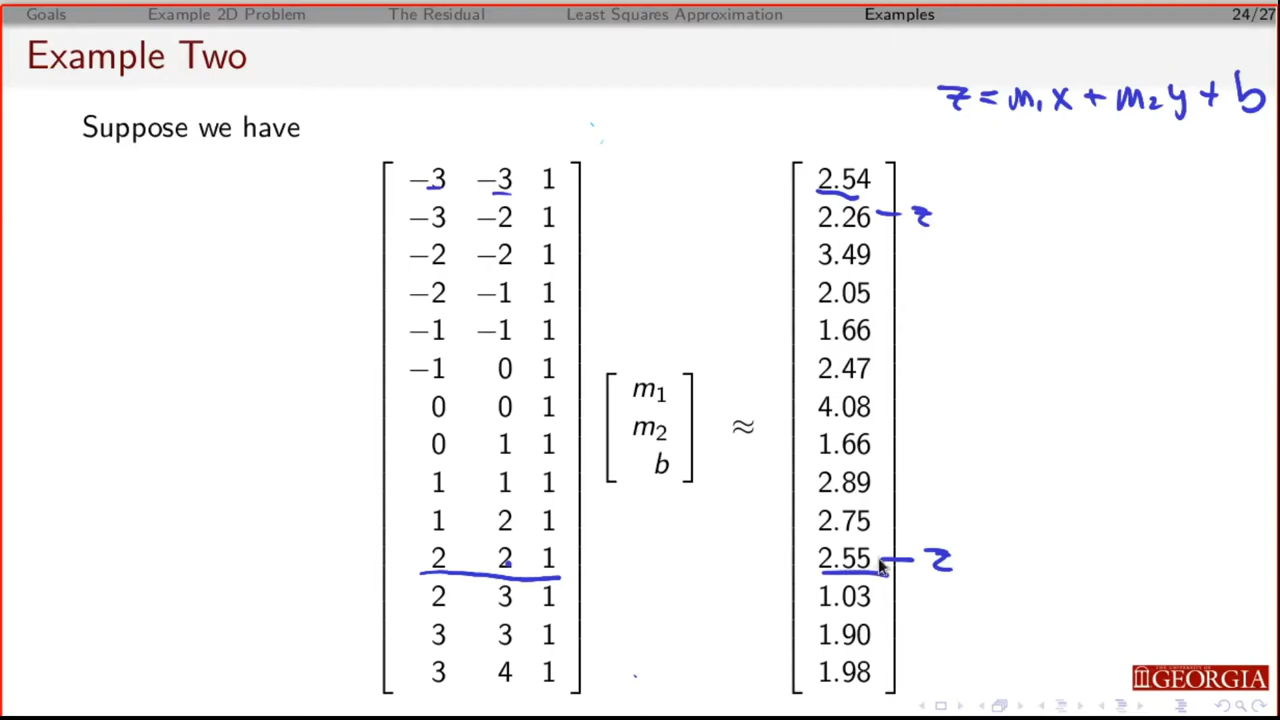 Goals Example 2D Problem The Residual Least Squares Approximation Examples 24/27
Example Two
z = m₁x + m₂y + b
Suppose we have
−3 −3 1 2.54
−3 −2 1 2.26 – z
−2 −2 1 3.49
−2 −1 1 2.05
−1 −1 1 1.66
−1 0 1 2.47
m₁
0 0 1 4.08
m₂ ≈
0 1 1 1.66
b
1 1 1 2.89
1 2 1 2.75
2 2 1 2.55 – z
2 3 1 1.03
3 3 1 1.90
3 4 1 1.98
GEORGIA